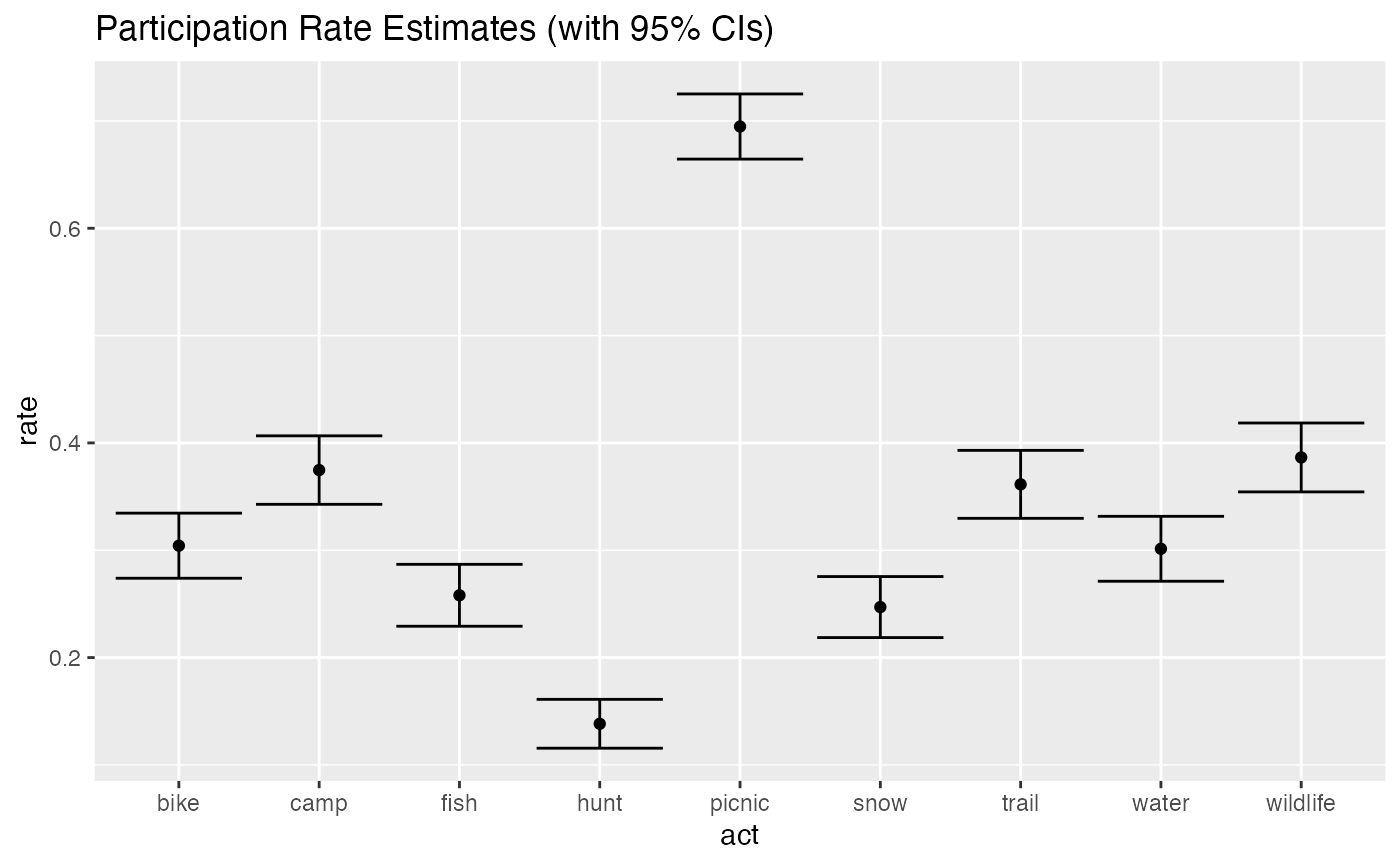 Participation Rate Estimates (with 95% CIs)
rate
0.6
0.4
0.2
bike camp fish hunt picnic snow trail water wildlife
act